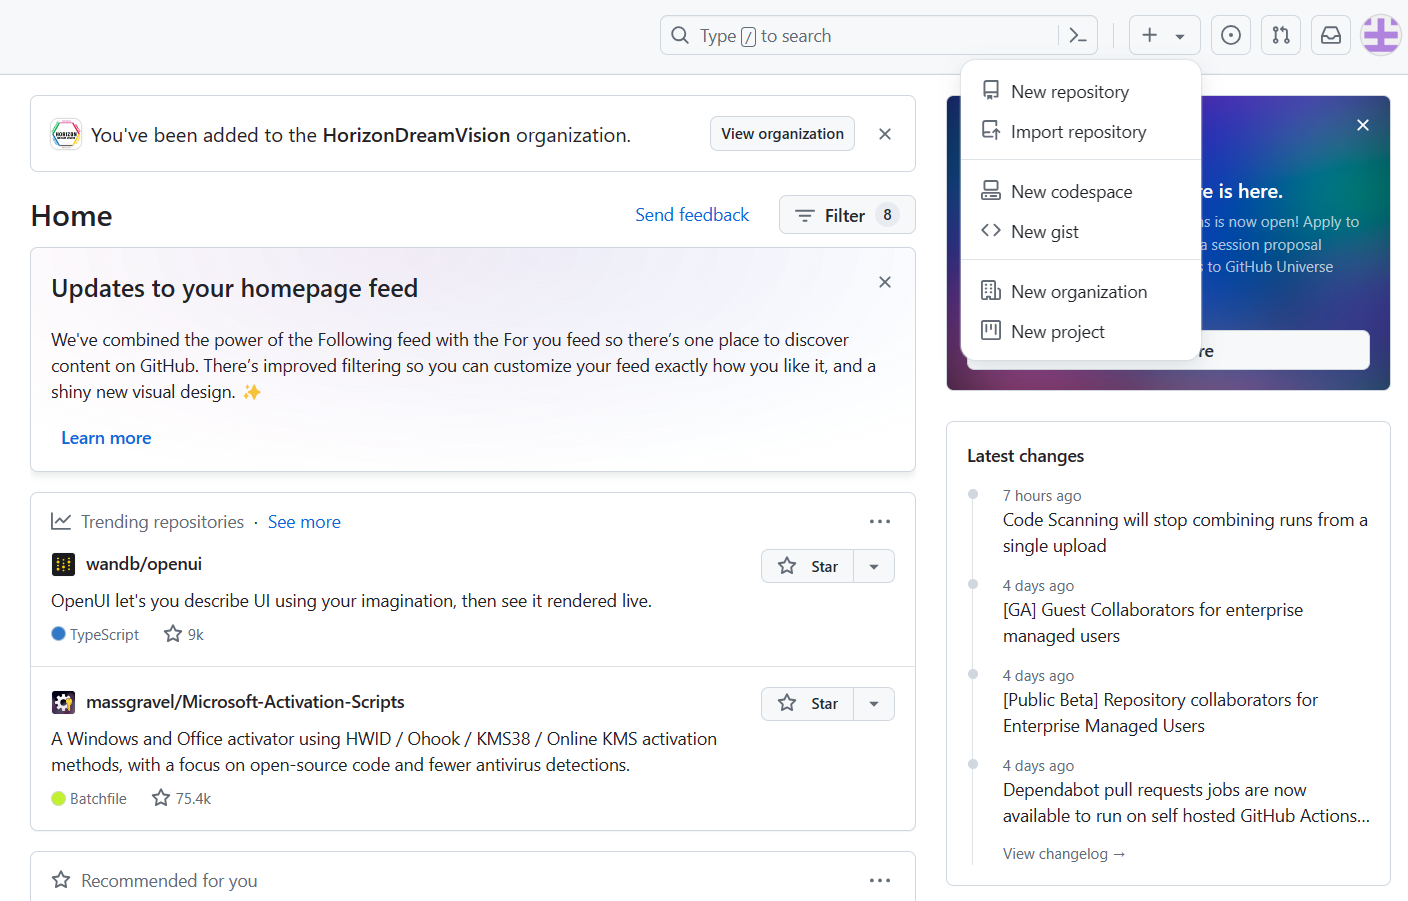 Type / to search
New repository
Import repository
New codespace
New gist
New organization
New project
HORIZON
You've been added to the HorizonDreamVision organization.
View organization
Home
Send feedback
Filter 8
Updates to your homepage feed
We've combined the power of the Following feed with the For you feed so there’s one place to discover
content on GitHub. There’s improved filtering so you can customize your feed exactly how you like it, and a
shiny new visual design. ✨
Learn more
Trending repositories · See more
wandb/openui
Star
OpenUI let's you describe UI using your imagination, then see it rendered live.
TypeScript 9k
massgravel/Microsoft-Activation-Scripts
Star
A Windows and Office activator using HWID / Ohook / KMS38 / Online KMS activation
methods, with a focus on open-source code and fewer antivirus detections.
Batchfile 75.4k
Recommended for you
is here.
is now open! Apply to
a session proposal
to GitHub Universe
Latest changes
7 hours ago
Code Scanning will stop combining runs from a
single upload
4 days ago
[GA] Guest Collaborators for enterprise
managed users
4 days ago
[Public Beta] Repository collaborators for
Enterprise Managed Users
4 days ago
Dependabot pull requests jobs are now
available to run on self hosted GitHub Actions...
View changelog →